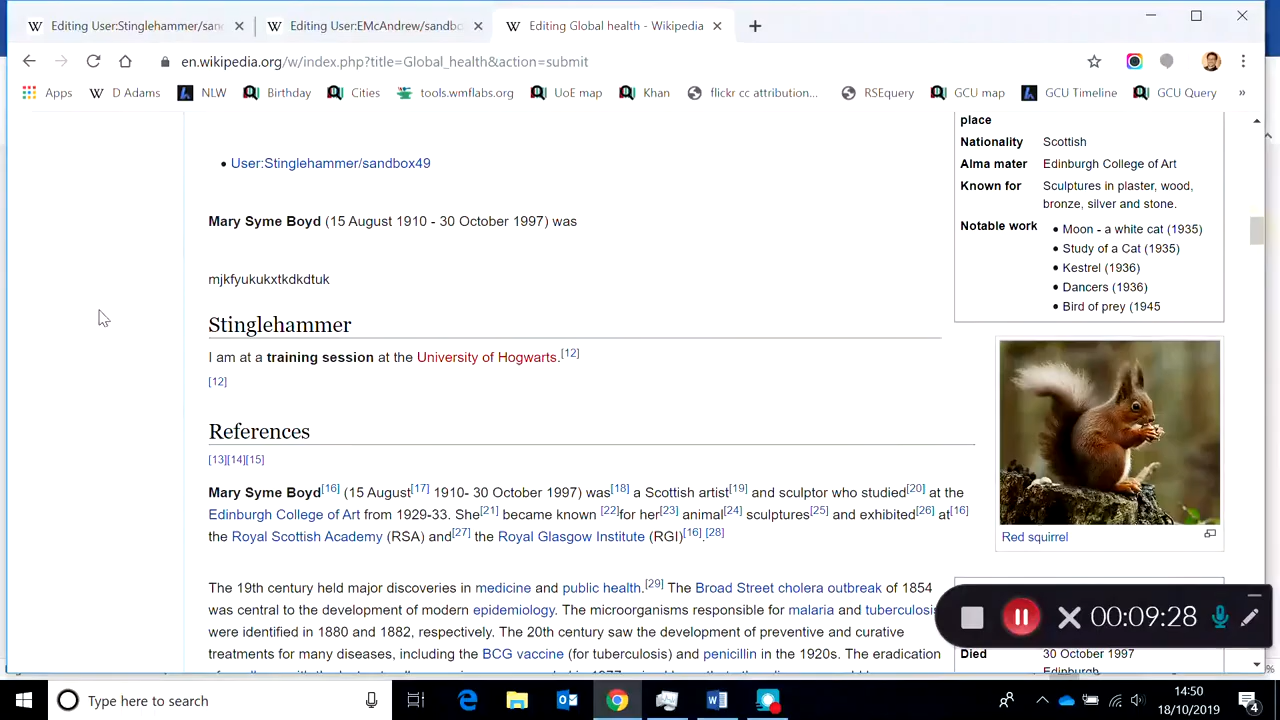 Editing User:Stinglehammer/san
Editing User:EMcAndrew/sandbo
Editing Global health - Wikipedia
en.wikipedia.org/w/index.php?title=Global_health&action=submit
Apps
D Adams
NLW
Birthday
Cities
tools.wmflabs.org
UoE map
Khan
flickr cc attribution...
RSEquery
GCU map
GCU Timeline
GCU Query
»
• User:Stinglehammer/sandbox49
Mary Syme Boyd (15 August 1910 - 30 October 1997) was
mjkfyukukxtkdkdtuk
Stinglehammer
I am at a training session at the University of Hogwarts.[12]
[12]
References
[13][14][15]
Mary Syme Boyd[16] (15 August[17] 1910- 30 October 1997) was[18] a Scottish artist[19] and sculptor who studied[20] at the
Edinburgh College of Art from 1929-33. She[21] became known [22]for her[23] animal[24] sculptures[25] and exhibited[26] at[16]
the Royal Scottish Academy (RSA) and[27] the Royal Glasgow Institute (RGI)[16].[28]
The 19th century held major discoveries in medicine and public health.[29] The Broad Street cholera outbreak of 1854
was central to the development of modern epidemiology. The microorganisms responsible for malaria and tuberculosis
were identified in 1880 and 1882, respectively. The 20th century saw the development of preventive and curative
treatments for many diseases, including the BCG vaccine (for tuberculosis) and penicillin in the 1920s. The eradication
place
Nationality Scottish
Alma mater Edinburgh College of Art
Known for Sculptures in plaster, wood,
bronze, silver and stone.
Notable work • Moon - a white cat (1935)
• Study of a Cat (1935)
• Kestrel (1936)
• Dancers (1936)
• Bird of prey (1945
Red squirrel
00:09:28
Died 30 October 1997
Edinburgh
Type here to search
14:50
18/10/2019
4